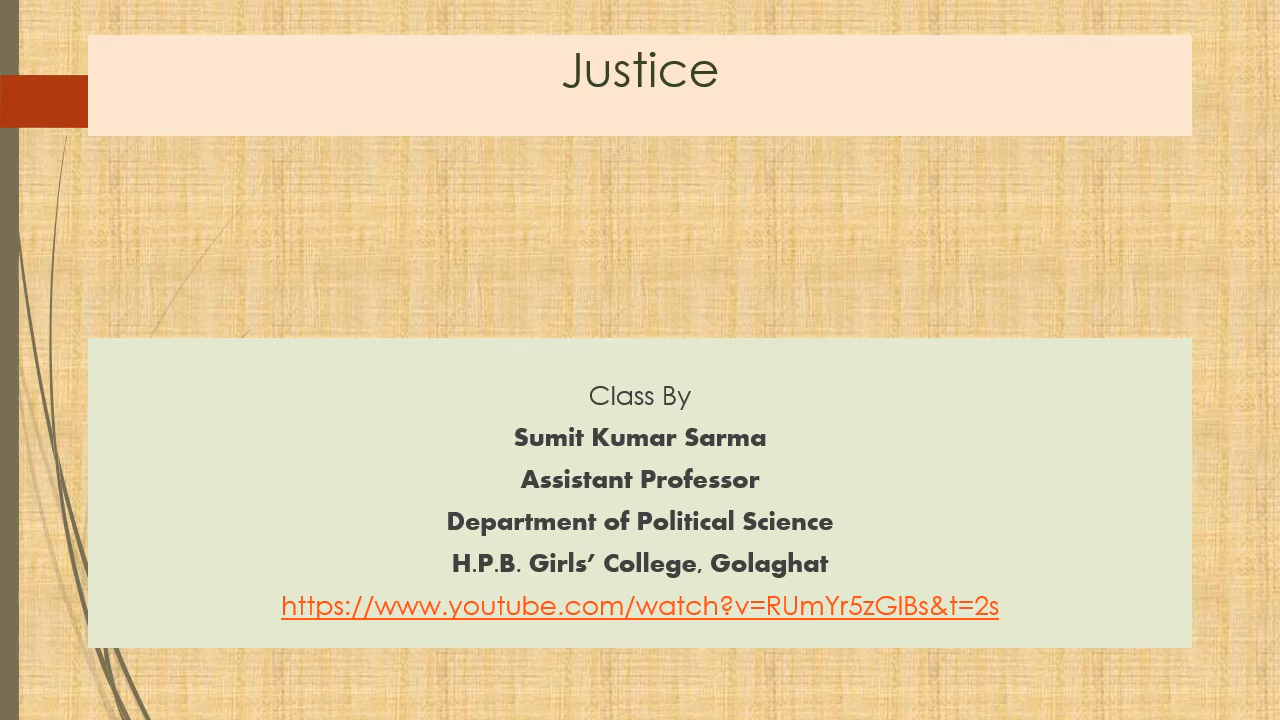 Justice
Class By
Sumit Kumar Sarma
Assistant Professor
Department of Political Science
H.P.B. Girls’ College, Golaghat
https://www.youtube.com/watch?v=RUmYr5zGlBs&t=2s